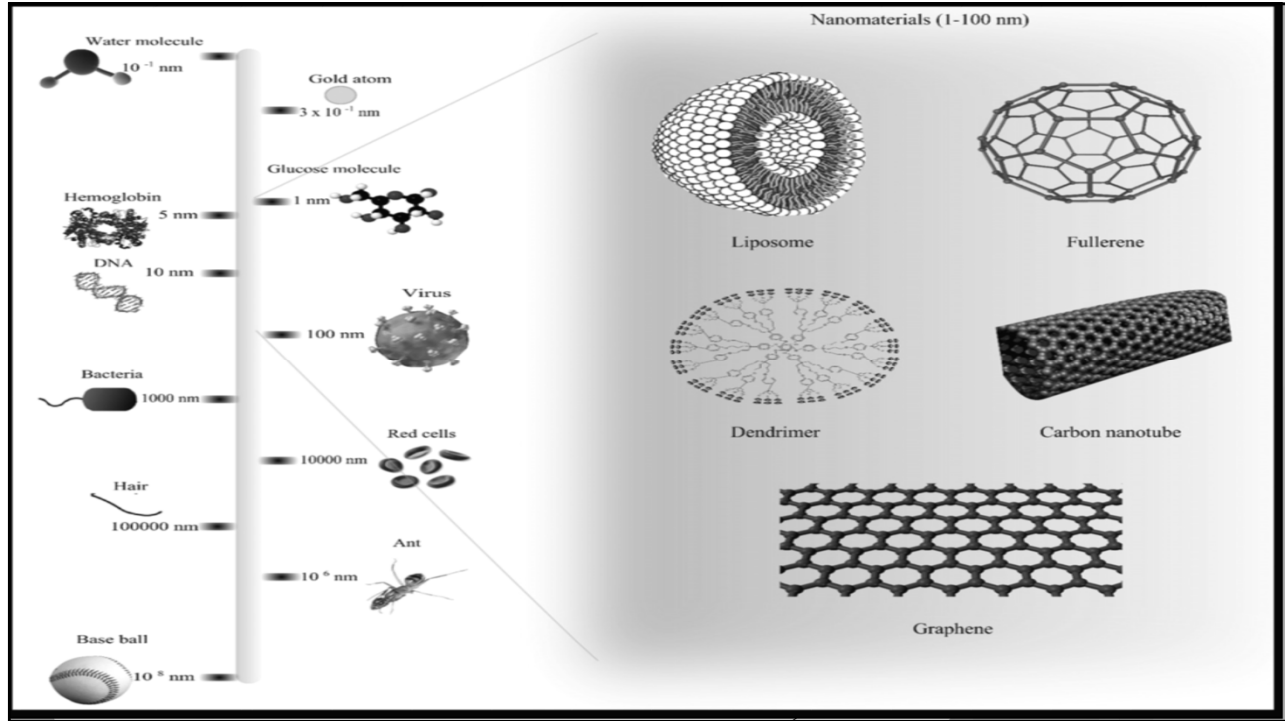 Nanomaterials (1-100 nm)
Water molecule
10 ⁻¹ nm
Gold atom
3 x 10 ⁻¹ nm
Glucose molecule
1 nm
Hemoglobin
5 nm
DNA
10 nm
Virus
100 nm
Bacteria
1000 nm
Red cells
10000 nm
Hair
100000 nm
Ant
10 ⁶ nm
Base ball
10 ⁸ nm
Liposome
Fullerene
Dendrimer
Carbon nanotube
Graphene